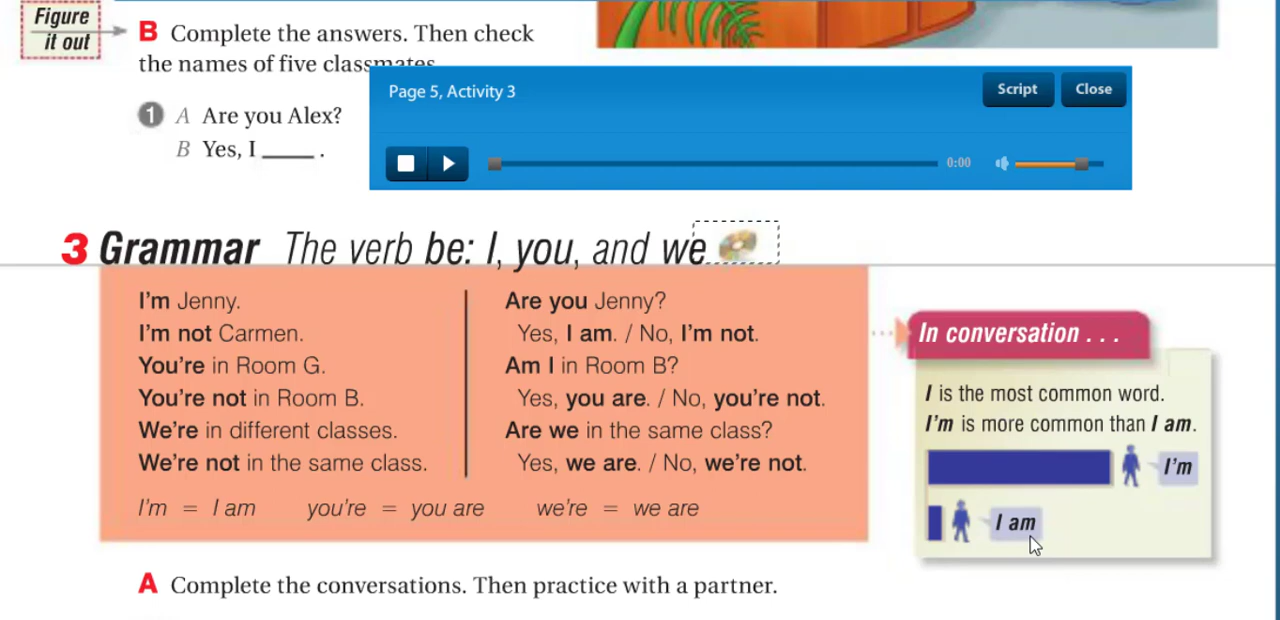 Figure
it out
B Complete the answers. Then check
the names of five classmates
1 A Are you Alex?
B Yes, I ____ .
Page 5, Activity 3
Script
Close
0:00
3 Grammar The verb be: I, you, and we
I'm Jenny.
I'm not Carmen.
You're in Room G.
You're not in Room B.
We're in different classes.
We're not in the same class.
Are you Jenny?
Yes, I am. / No, I'm not.
Am I in Room B?
Yes, you are. / No, you're not.
Are we in the same class?
Yes, we are. / No, we're not.
I'm = I am you're = you are we're = we are
In conversation . . .
I is the most common word.
I'm is more common than I am.
I'm
I am
A Complete the conversations. Then practice with a partner.